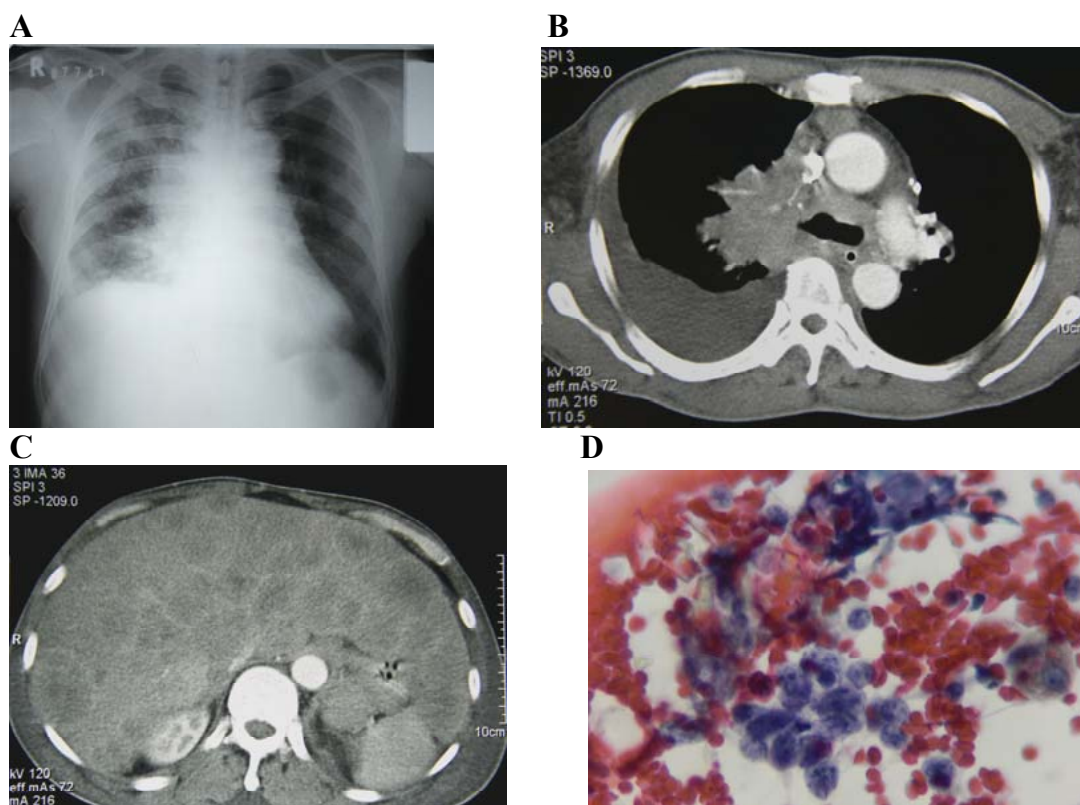 A
B
R
SPI 3
SP -1369.0
R
10cm
kV 120
eff.mAs 72
mA 216
TI 0.5
C
D
3 IMA 36
SPI 3
SP -1209.0
R
10cm
kV 120
eff mAs 72
mA 216